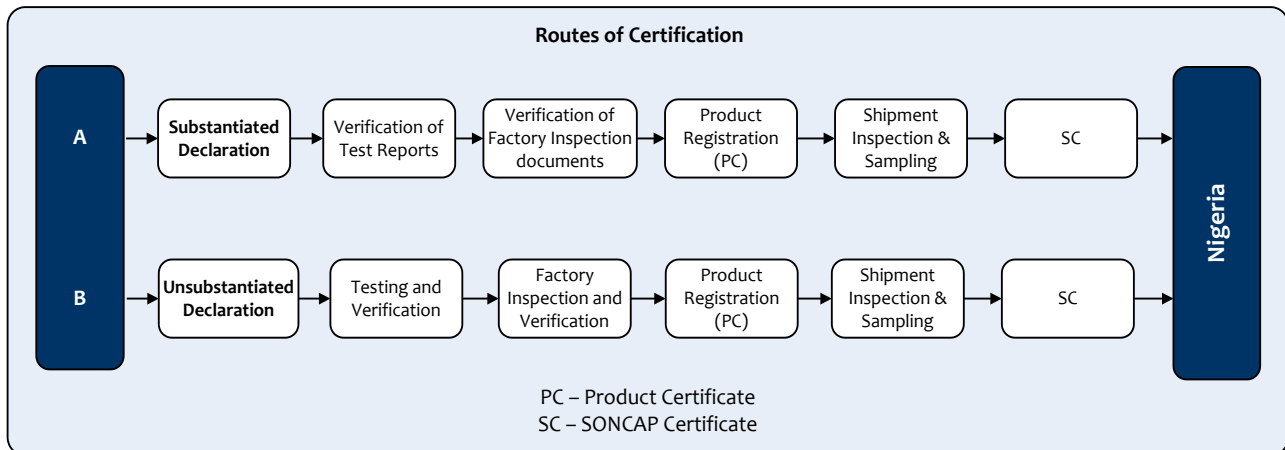 Routes of Certification
A
Substantiated
Declaration
Verification of
Test Reports
Verification of
Factory Inspection
documents
Product
Registration
(PC)
Shipment
Inspection &
Sampling
SC
B
Unsubstantiated
Declaration
Testing and
Verification
Factory
Inspection and
Verification
Product
Registration
(PC)
Shipment
Inspection &
Sampling
SC
Nigeria
PC – Product Certificate
SC – SONCAP Certificate